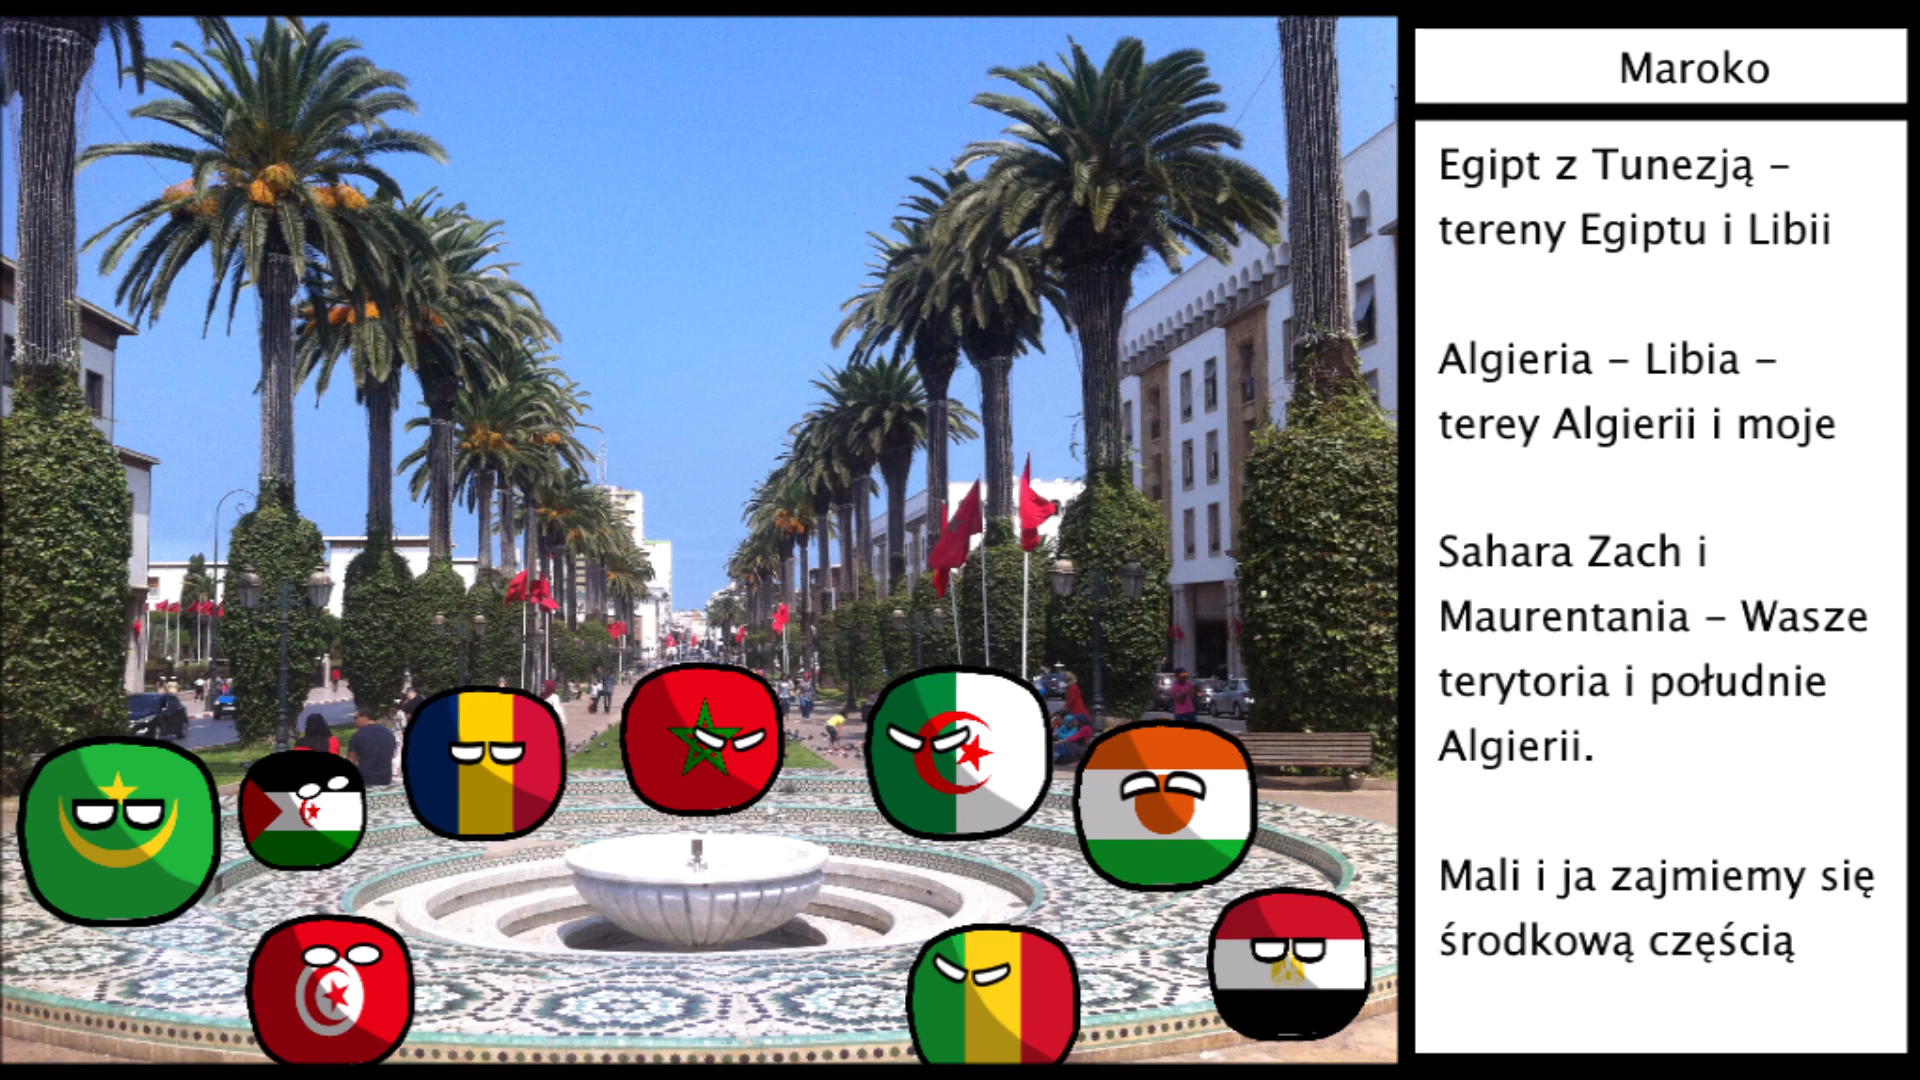 Maroko
Egipt z Tunezją –
tereny Egiptu i Libii
Algieria – Libia –
terey Algierii i moje
Sahara Zach i
Maurentania – Wasze
terytoria i południe
Algierii.
Mali i ja zajmiemy się
środkową częścią